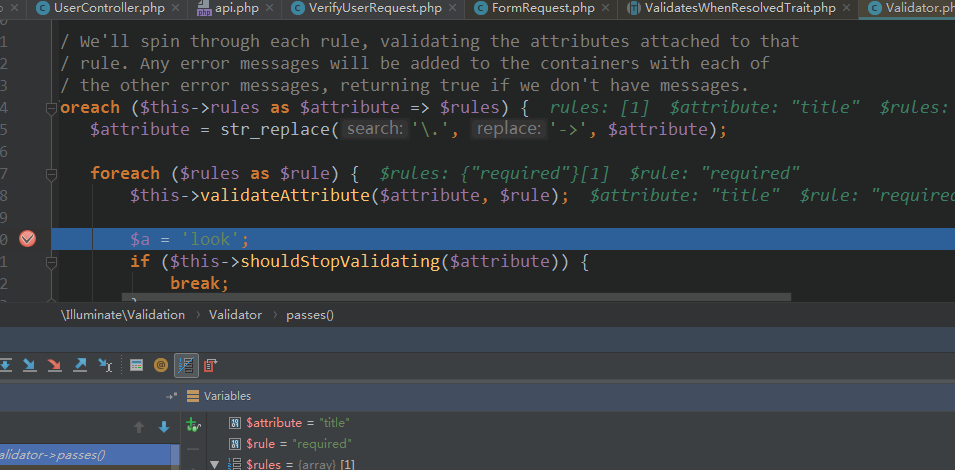 UserController.php × api.php × VerifyUserRequest.php × FormRequest.php × ValidatesWhenResolvedTrait.php × Validator.php
1 / We'll spin through each rule, validating the attributes attached to that
2 / rule. Any error messages will be added to the containers with each of
3 / the other error messages, returning true if we don't have messages.
4 oreach ($this->rules as $attribute => $rules) { rules: [1] $attribute: "title" $rules:
5 $attribute = str_replace( search: '\.', replace: '->', $attribute);
6
7 foreach ($rules as $rule) { $rules: {"required"}[1] $rule: "required"
8 $this->validateAttribute($attribute, $rule); $attribute: "title" $rule: "required
9
0 $a = 'look';
1 if ($this->shouldStopValidating($attribute)) {
2 break;
\Illuminate\Validation › Validator › passes()
Variables
$attribute = "title"
$rule = "required"
alidator->passes()
$rules = {array} [1]